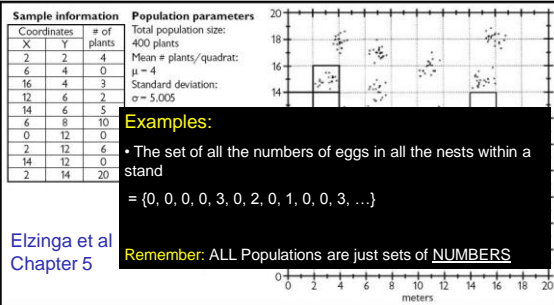 Sample information
Coordinates # of plants
X Y
2 2 4
6 4 0
16 4 3
12 6 2
14 6 5
6 8 10
0 12 0
2 12 6
14 12 0
2 14 20
Population parameters
Total population size:
400 plants
Mean # plants/quadrat:
μ = 4
Standard deviation:
σ = 5,005
20
18
16
14
Examples:
• The set of all the numbers of eggs in all the nests within a
stand
= {0, 0, 0, 0, 3, 0, 2, 0, 1, 0, 0, 3, …}
Remember: ALL Populations are just sets of NUMBERS
Elzinga et al
Chapter 5
0
0 2 4 6 8 10 12 14 16 18 20
meters